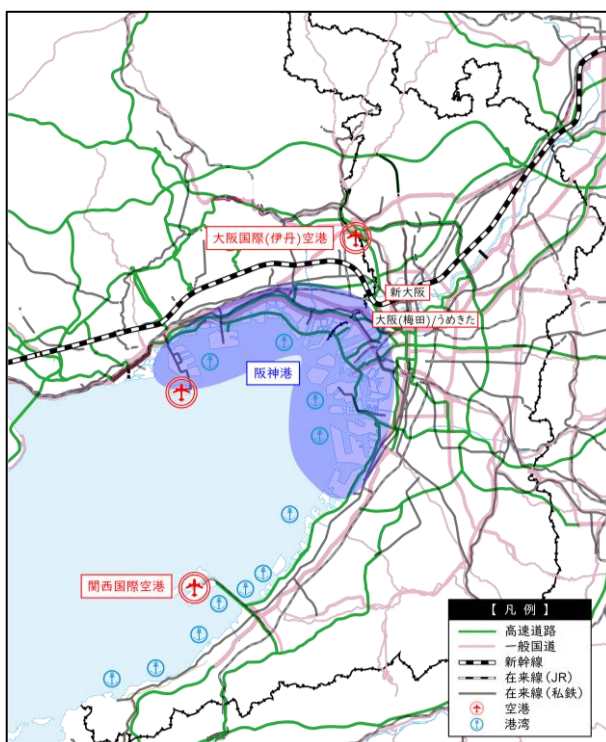 大阪国際(伊丹)空港
新大阪
大阪(梅田)/うめきた
阪神港
関西国際空港
【 凡 例 】
高速道路
一般国道
新幹線
在来線(JR)
在来線(私鉄)
空港
港湾